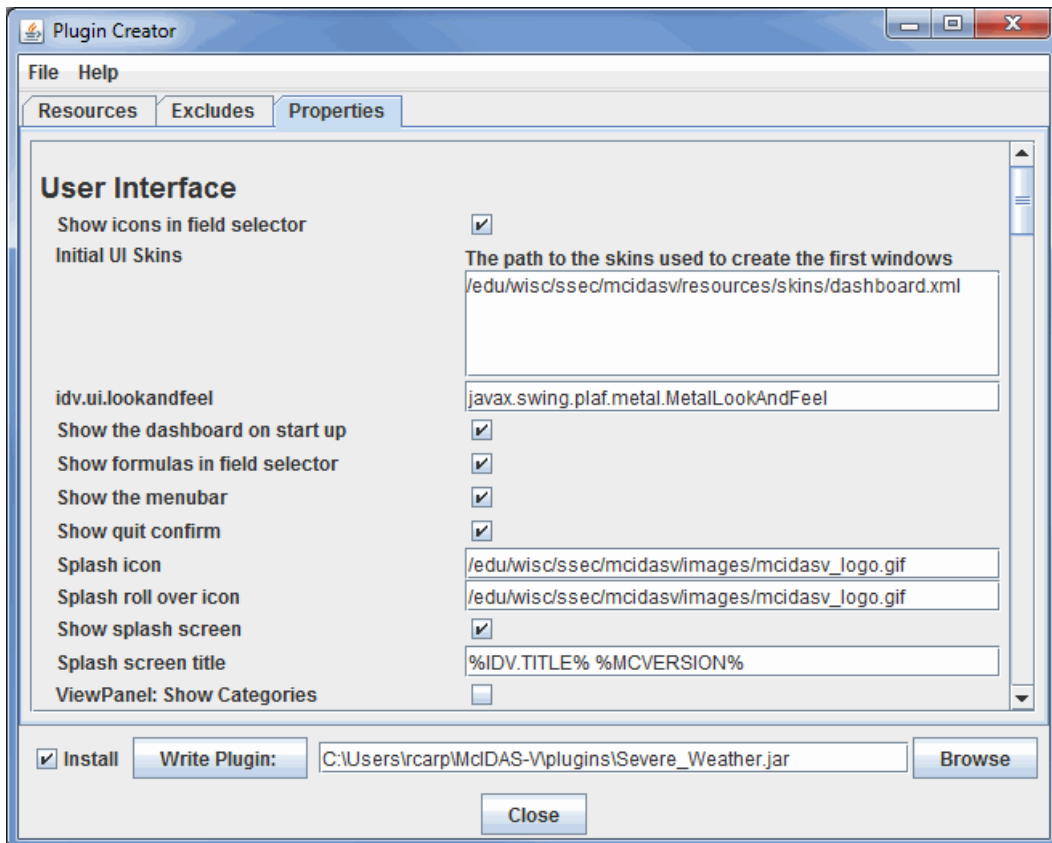 Plugin Creator
File Help
Resources Excludes Properties
User Interface
Show icons in field selector
Initial UI Skins
The path to the skins used to create the first windows
/edu/wisc/ssec/mcidasv/resources/skins/dashboard.xml
idv.ui.lookandfeel javax.swing.plaf.metal.MetalLookAndFeel
Show the dashboard on start up
Show formulas in field selector
Show the menubar
Show quit confirm
Splash icon /edu/wisc/ssec/mcidasv/images/mcidasv_logo.gif
Splash roll over icon /edu/wisc/ssec/mcidasv/images/mcidasv_logo.gif
Show splash screen
Splash screen title %IDV.TITLE% %MCVERSION%
ViewPanel: Show Categories
Install Write Plugin: C:\Users\rcarp\McIDAS-V\plugins\Severe_Weather.jar Browse
Close